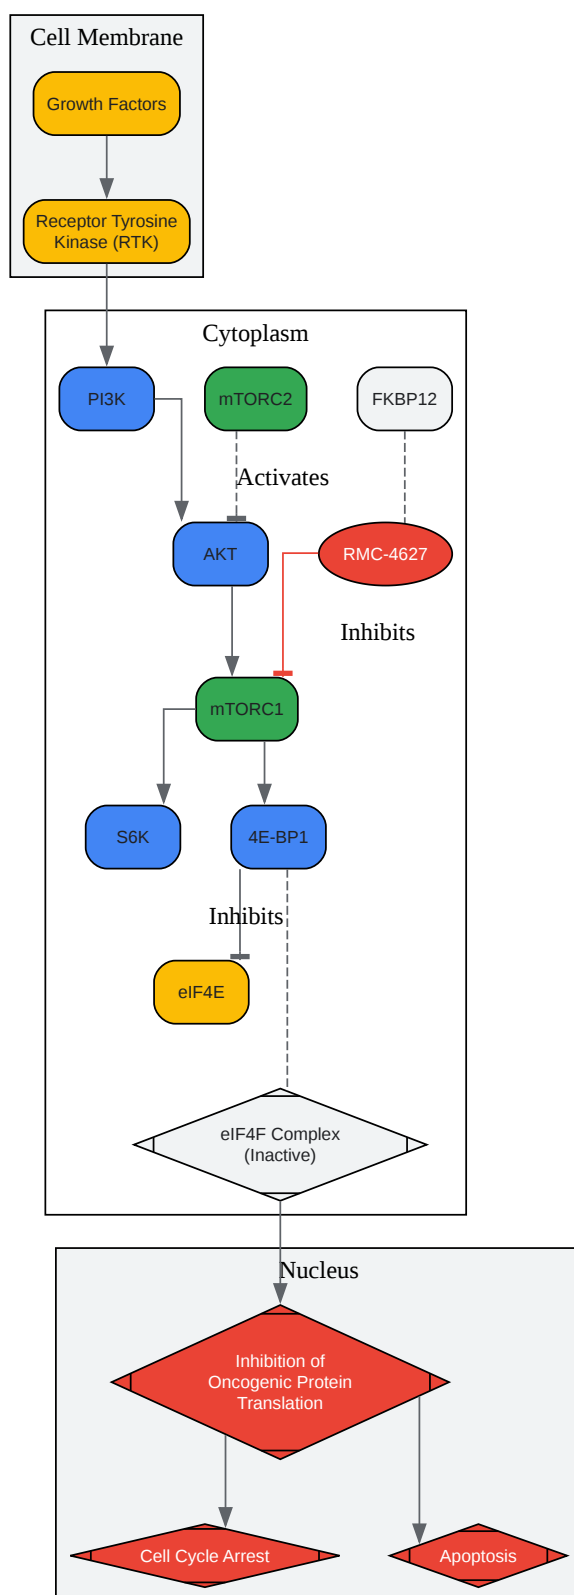 Cell Membrane
Growth Factors
Receptor Tyrosine
Kinase (RTK)
Cytoplasm
PI3K
mTORC2
FKBP12
Activates
AKT
RMC-4627
Inhibits
mTORC1
S6K
4E-BP1
Inhibits
eIF4E
eIF4F Complex
(Inactive)
Nucleus
Inhibition of
Oncogenic Protein
Translation
Cell Cycle Arrest
Apoptosis